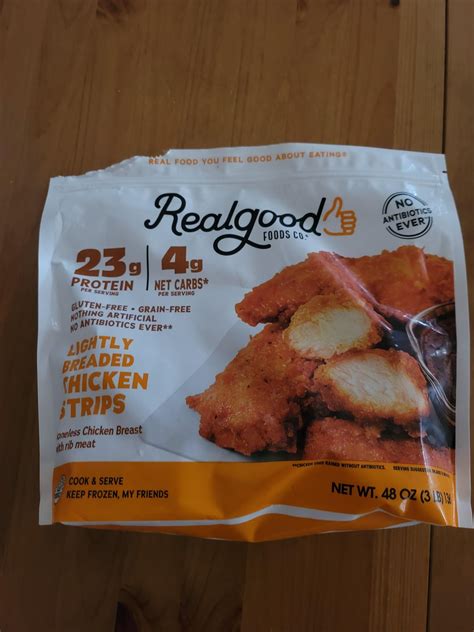 REAL FOOD YOU FEEL GOOD ABOUT EATING®
Realgood
FOODS CO.
NO
ANTIBIOTICS
EVER
23g
PROTEIN
PER SERVING
4g
NET CARBS*
PER SERVING
GLUTEN-FREE • GRAIN-FREE
NOTHING ARTIFICIAL
NO ANTIBIOTICS EVER**
LIGHTLY
BREADED
CHICKEN
STRIPS
Boneless Chicken Breast
with rib meat
COOK & SERVE
KEEP FROZEN, MY FRIENDS
NET WT. 48 OZ (3 LB)